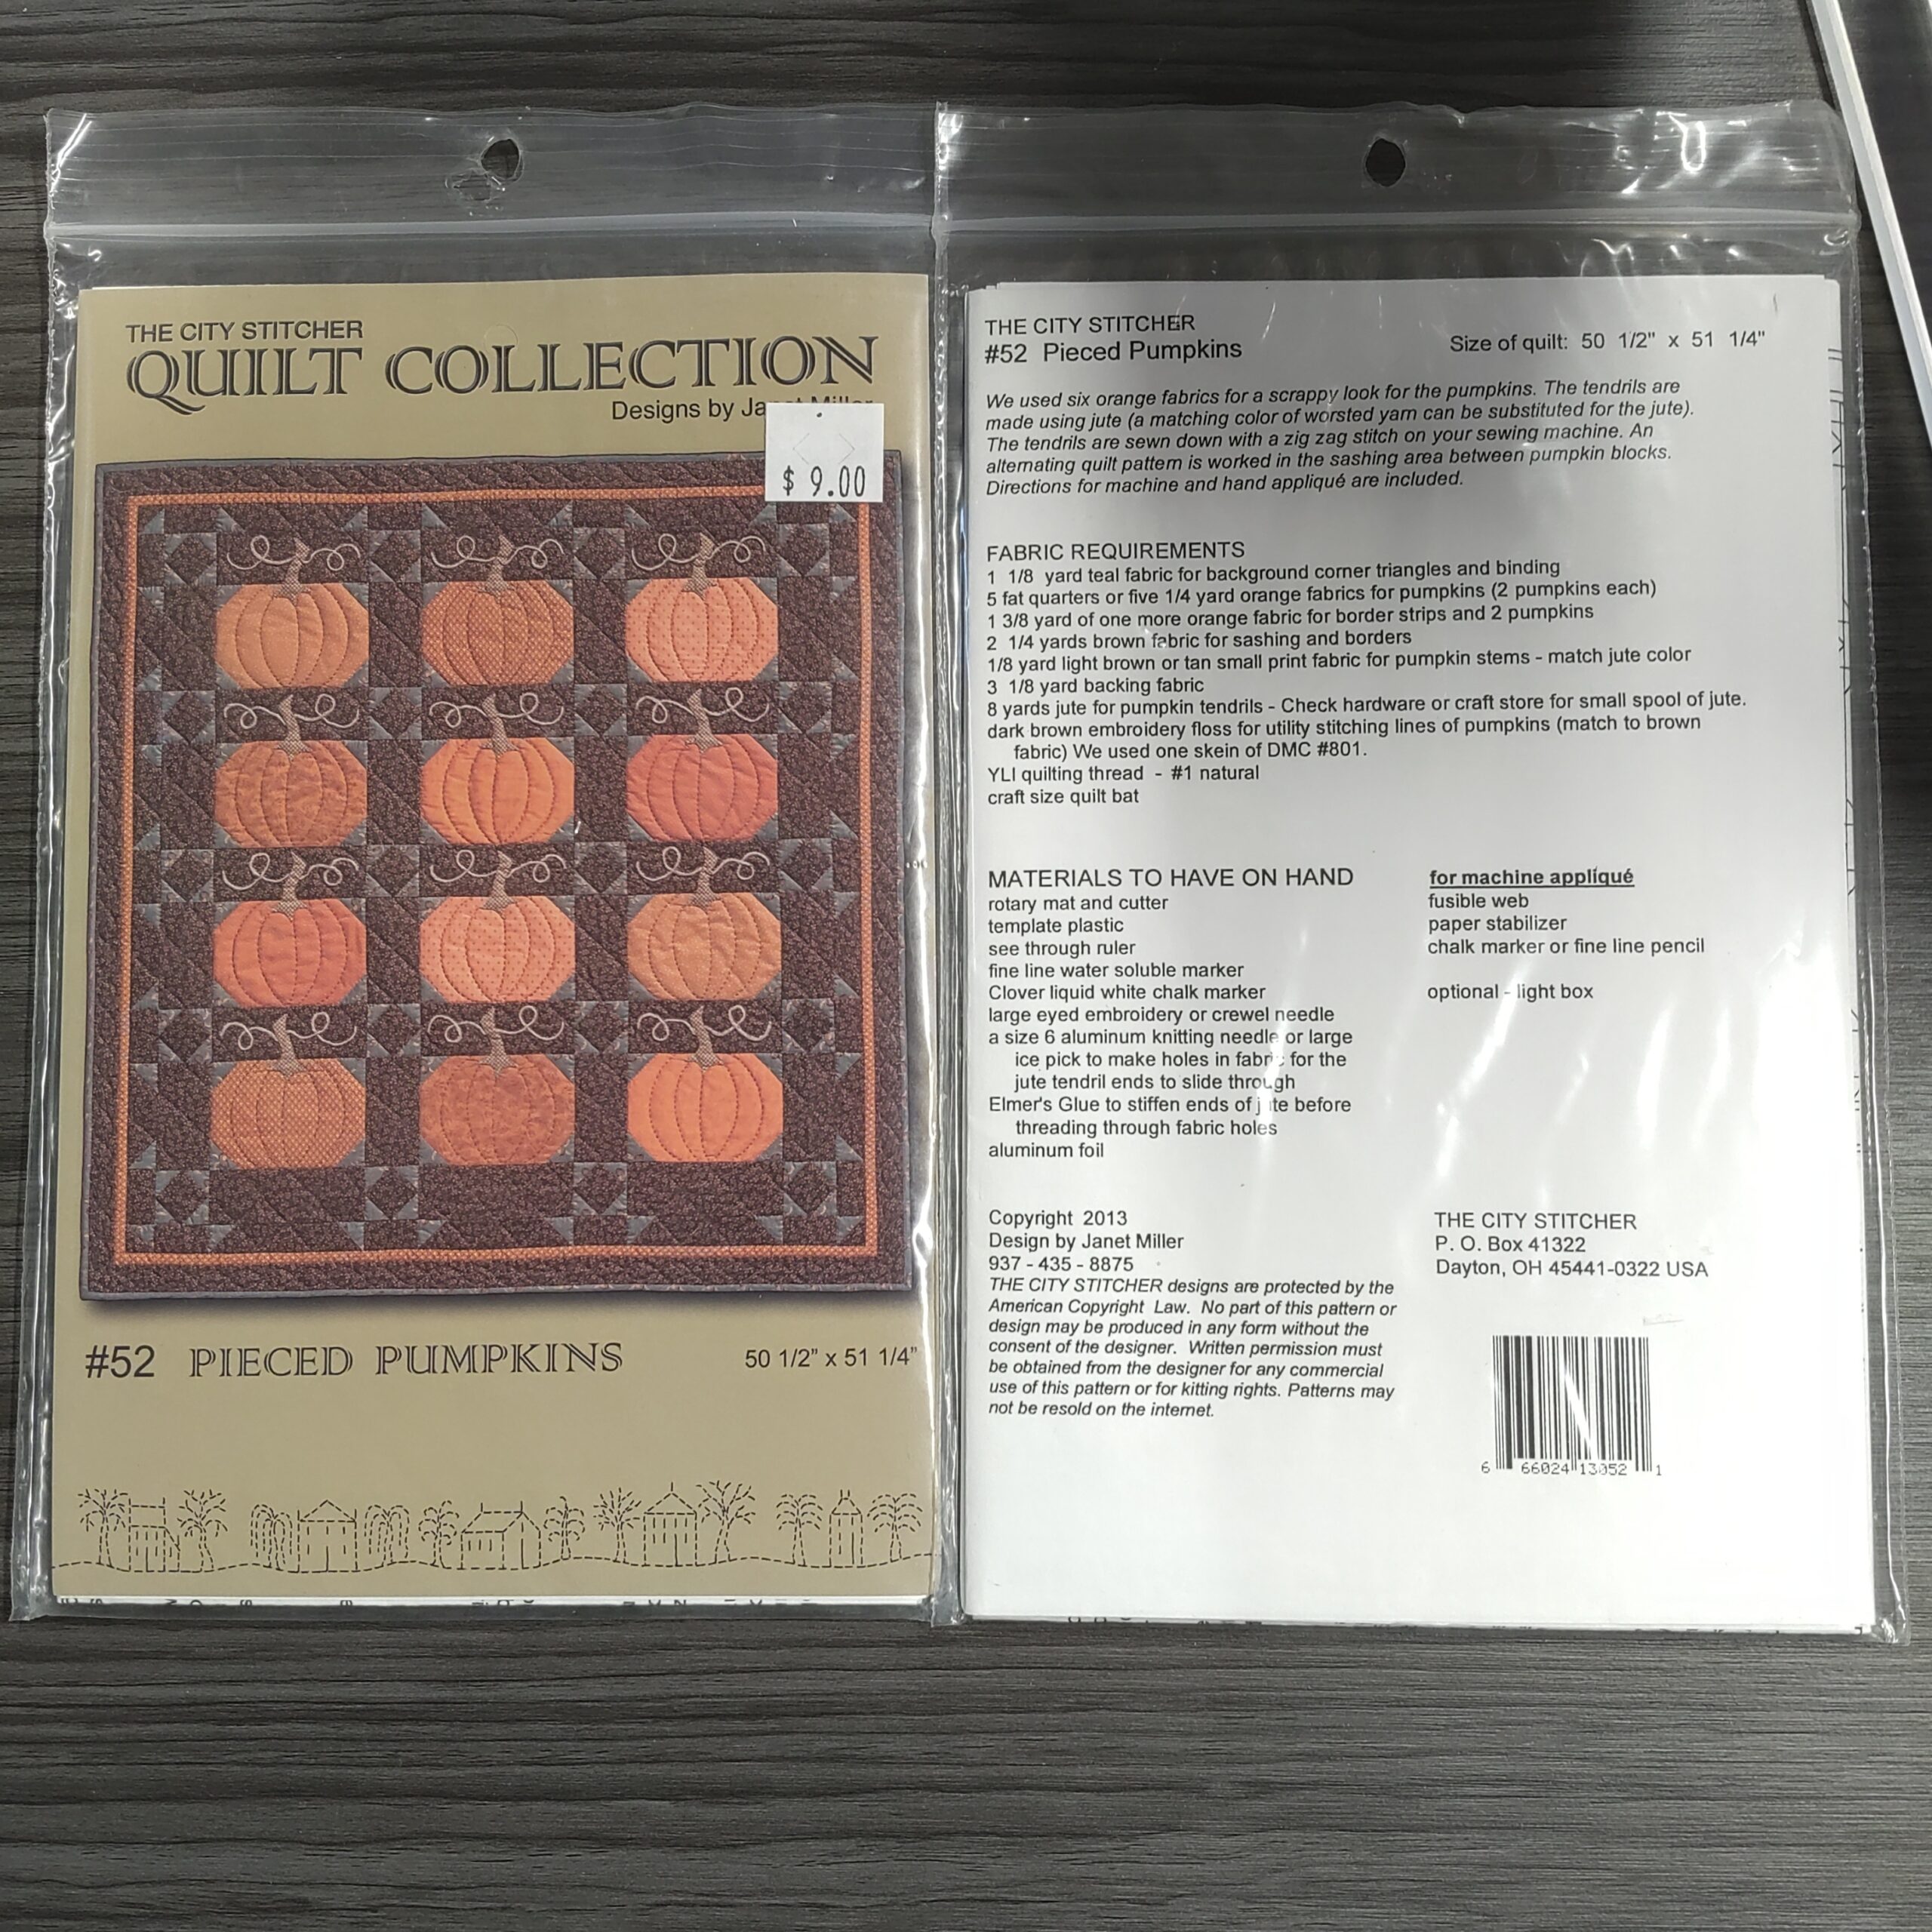 THE CITY STITCHER
QUILT COLLECTION
Designs by
$ 9.00
#52 PIECED PUMPKINS
50 1/2" x 51 1/4"
THE CITY STITCHER
#52 Pieced Pumpkins
Size of quilt: 50 1/2" x 51 1/4"
We used six orange fabrics for a scrappy look for the pumpkins. The tendrils are
made using jute (a matching color of worsted yarn can be substituted for the jute).
The tendrils are sewn down with a zig zag stitch on your sewing machine. An
alternating quilt pattern is worked in the sashing area between pumpkin blocks.
Directions for machine and hand appliqué are included.
FABRIC REQUIREMENTS
1 1/8 yard teal fabric for background corner triangles and binding
5 fat quarters or five 1/4 yard orange fabrics for pumpkins (2 pumpkins each)
1 3/8 yard of one more orange fabric for border strips and 2 pumpkins
2 1/4 yards brown fabric for sashing and borders
1/8 yard light brown or tan small print fabric for pumpkin stems - match jute color
3 1/8 yard backing fabric
8 yards jute for pumpkin tendrils - Check hardware or craft store for small spool of jute.
dark brown embroidery floss for utility stitching lines of pumpkins (match to brown
fabric) We used one skein of DMC #801.
YLI quilting thread - #1 natural
craft size quilt bat
MATERIALS TO HAVE ON HAND
rotary mat and cutter
template plastic
see through ruler
fine line water soluble marker
Clover liquid white chalk marker
large eyed embroidery or crewel needle
a size 6 aluminum knitting needle or large
ice pick to make holes in fabric for the
jute tendril ends to slide through
Elmer's Glue to stiffen ends of jute before
threading through fabric holes
aluminum foil
for machine appliqué
fusible web
paper stabilizer
chalk marker or fine line pencil
optional - light box
Copyright 2013
Design by Janet Miller
937 - 435 - 8875
THE CITY STITCHER designs are protected by the
American Copyright Law. No part of this pattern or
design may be produced in any form without the
consent of the designer. Written permission must
be obtained from the designer for any commercial
use of this pattern or for kitting rights. Patterns may
not be resold on the internet.
THE CITY STITCHER
P. O. Box 41322
Dayton, OH 45441-0322 USA
6 66024 13052 1